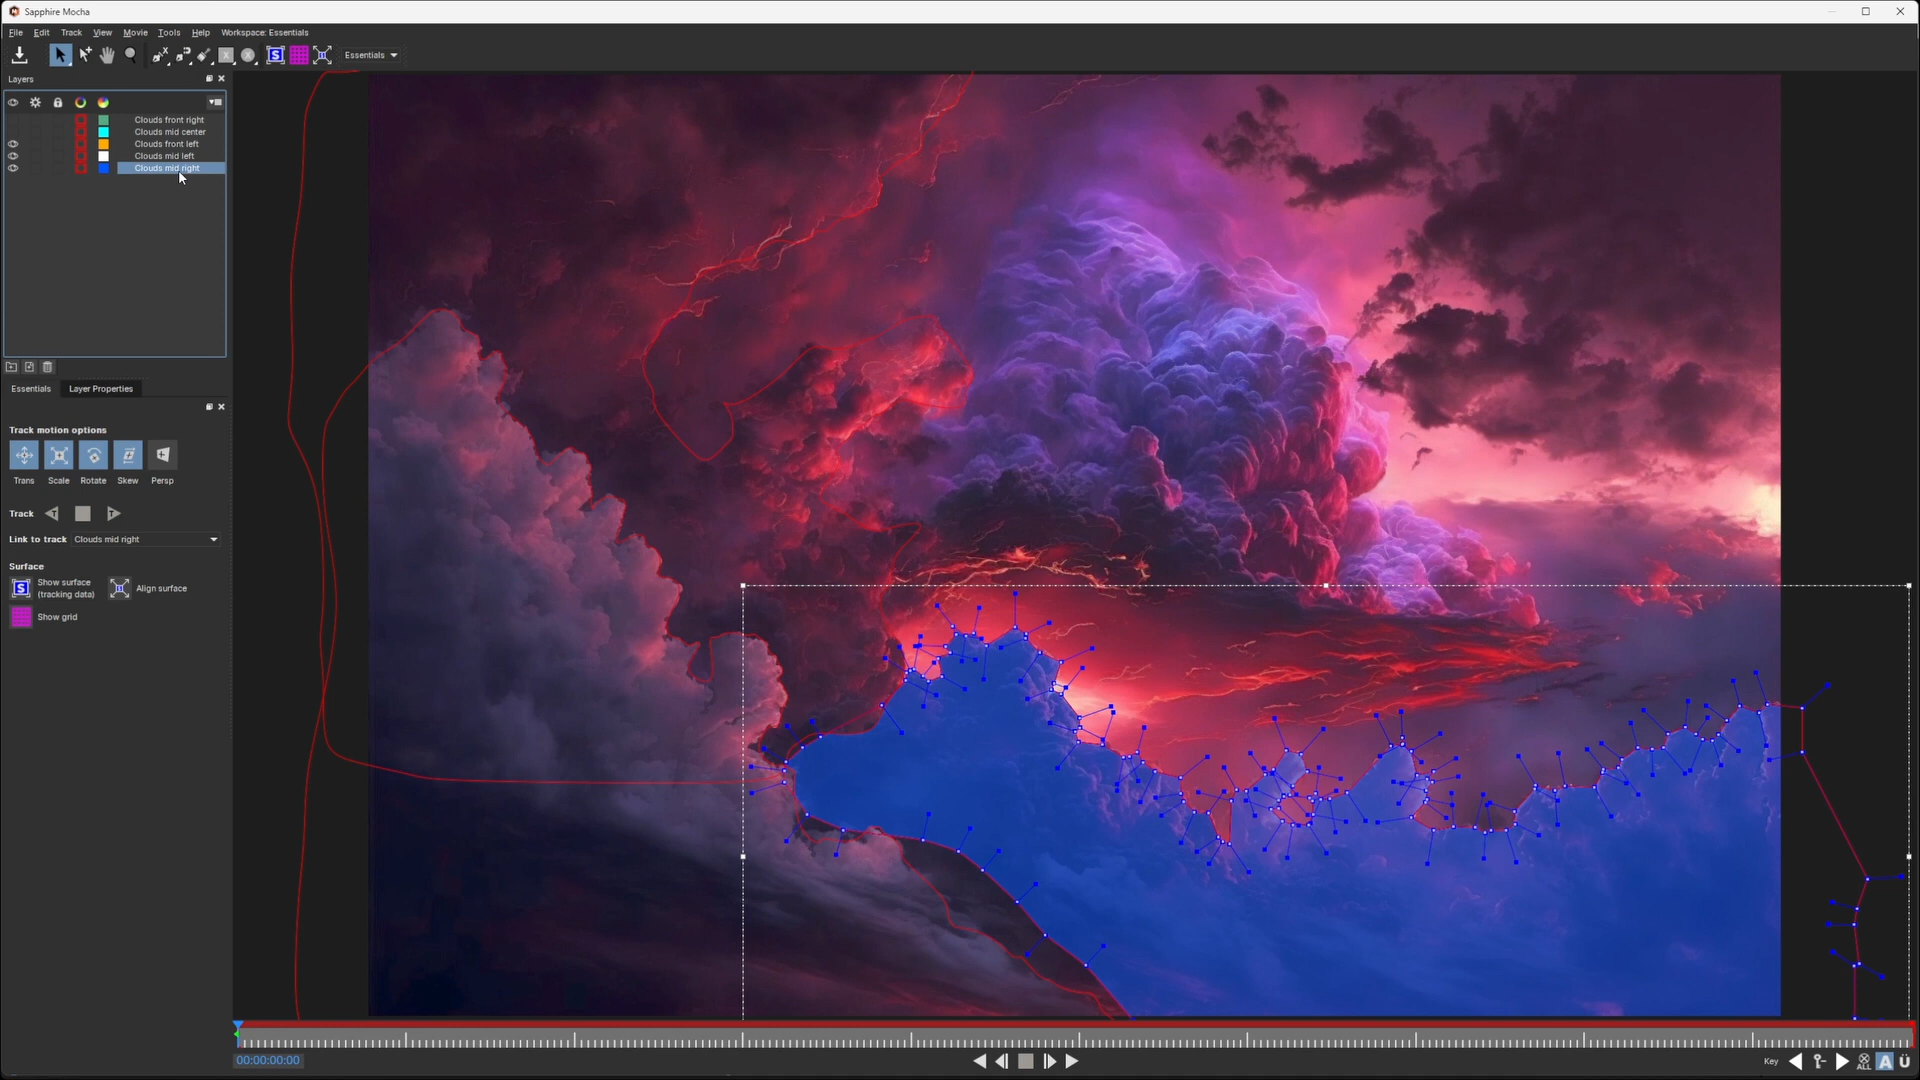 Sapphire Mocha
File Edit Track View Movie Tools Help Workspace: Essentials
Essentials
Layers
Clouds front right
Clouds mid center
Clouds front left
Clouds mid left
Clouds mid right
Essentials Layer Properties
Track motion options
Trans Scale Rotate Skew Persp
Track
Link to track Clouds mid right
Surface
Show surface
(tracking data)
Align surface
Show grid
00:00:00:00
Key
ALL